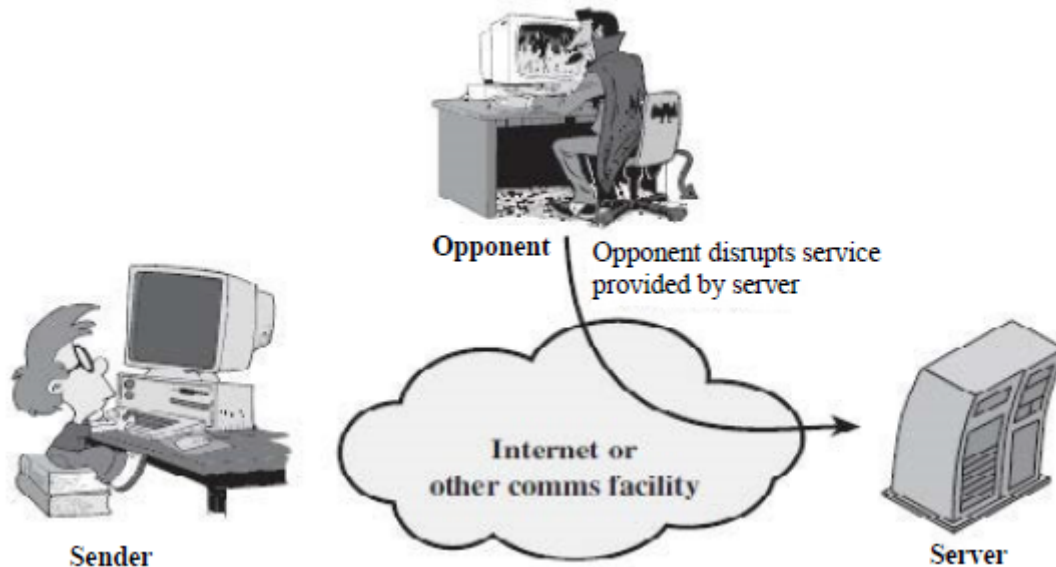 Opponent
Opponent disrupts service
provided by server
Internet or
other comms facility
Sender
Server